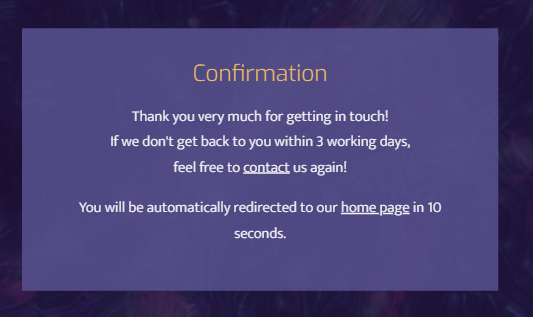 Confirmation
Thank you very much for getting in touch!
If we don't get back to you within 3 working days,
feel free to contact us again!
You will be automatically redirected to our home page in 10
seconds.